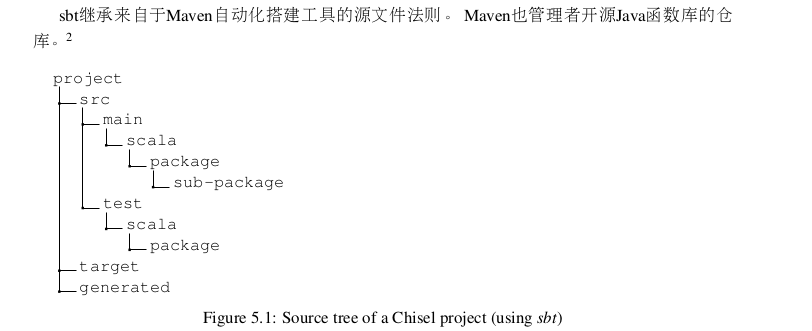 sbt继承来自于Maven自动化搭建工具的源文件法则。 Maven也管理者开源Java函数库的仓
库。2
project
src
main
scala
package
sub-package
test
scala
package
target
generated
Figure 5.1: Source tree of a Chisel project (using sbt)